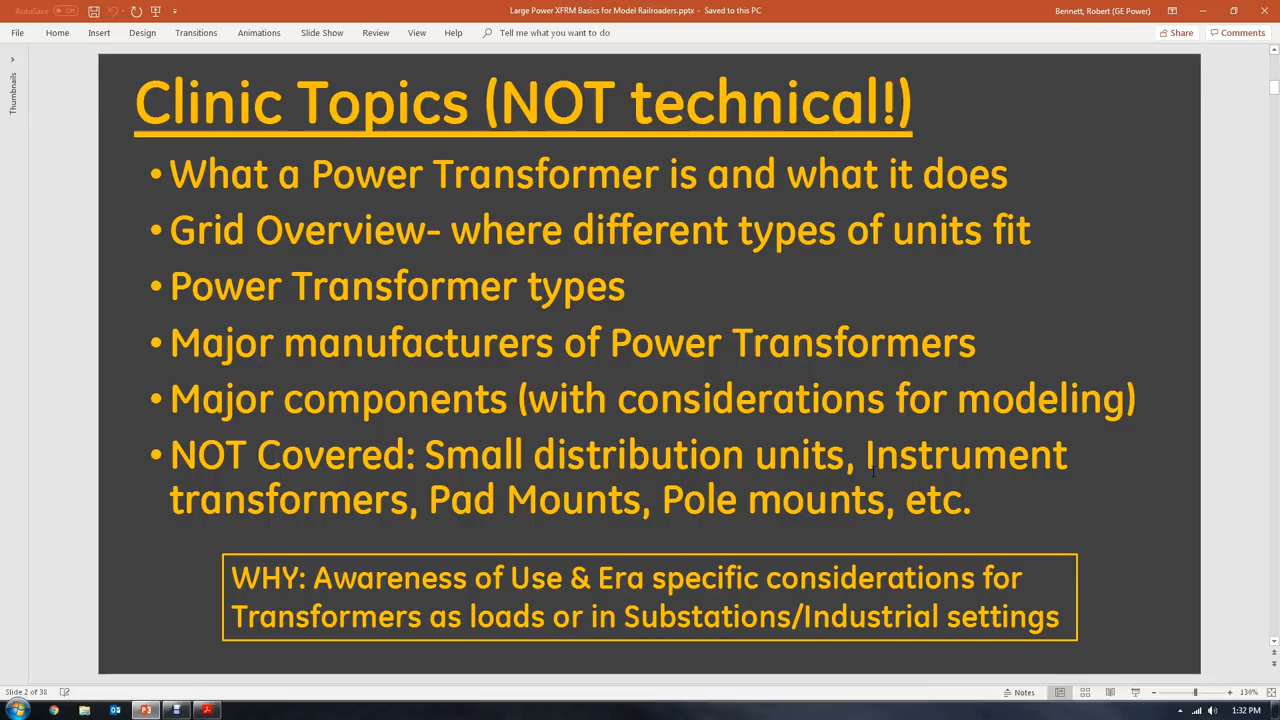 AutoSave Off
Large Power XFRM Basics for Model Railroaders.pptx - Saved to this PC
Bennett, Robert (GE Power)
File Home Insert Design Transitions Animations Slide Show Review View Help Tell me what you want to do
Share Comments
Thumbnails
Clinic Topics (NOT technical!)
• What a Power Transformer is and what it does
• Grid Overview- where different types of units fit
• Power Transformer types
• Major manufacturers of Power Transformers
• Major components (with considerations for modeling)
• NOT Covered: Small distribution units, Instrument
transformers, Pad Mounts, Pole mounts, etc.
WHY: Awareness of Use & Era specific considerations for
Transformers as loads or in Substations/Industrial settings
Slide 2 of 38
Notes
130%
1:32 PM